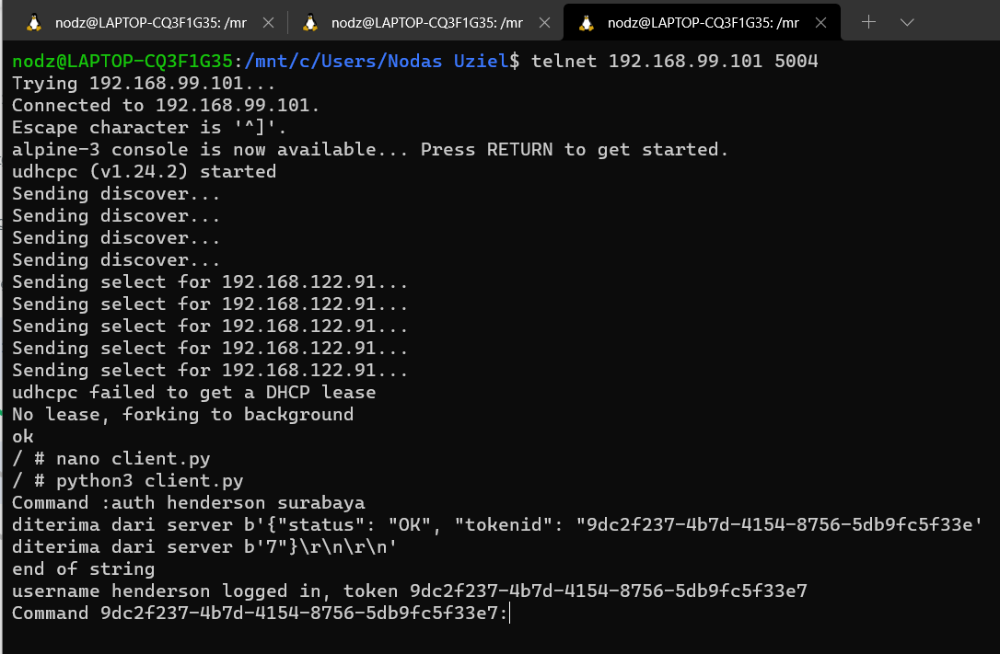 nodz@LAPTOP-CQ3F1G35: /mr
nodz@LAPTOP-CQ3F1G35: /mr
nodz@LAPTOP-CQ3F1G35: /mr
nodz@LAPTOP-CQ3F1G35:/mnt/c/Users/Nodas Uziel$ telnet 192.168.99.101 5004
Trying 192.168.99.101...
Connected to 192.168.99.101.
Escape character is '^]'.
alpine-3 console is now available... Press RETURN to get started.
udhcpc (v1.24.2) started
Sending discover...
Sending discover...
Sending discover...
Sending discover...
Sending select for 192.168.122.91...
Sending select for 192.168.122.91...
Sending select for 192.168.122.91...
Sending select for 192.168.122.91...
Sending select for 192.168.122.91...
udhcpc failed to get a DHCP lease
No lease, forking to background
ok
/ # nano client.py
/ # python3 client.py
Command :auth henderson surabaya
diterima dari server b'{"status": "OK", "tokenid": "9dc2f237-4b7d-4154-8756-5db9fc5f33e'
diterima dari server b'7"}\r\n\r\n'
end of string
username henderson logged in, token 9dc2f237-4b7d-4154-8756-5db9fc5f33e7
Command 9dc2f237-4b7d-4154-8756-5db9fc5f33e7: